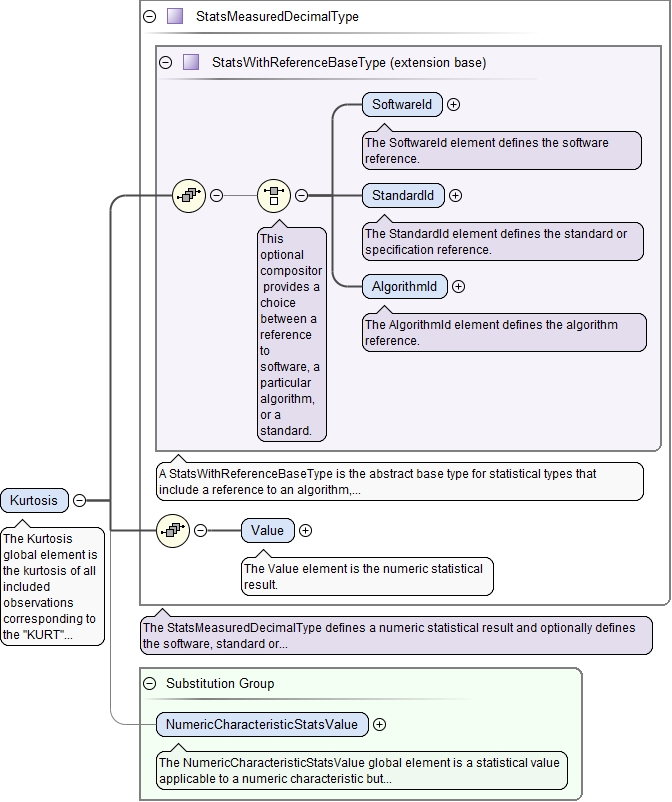 StatsMeasuredDecimalType
StatsWithReferenceBaseType (extension base)
SoftwareId
The SoftwareId element defines the software
reference.
StandardId
The StandardId element defines the standard or
specification reference.
This
optional
compositor
provides a
choice
between a
reference
to
software, a
particular
algorithm,
or a
standard.
AlgorithmId
The AlgorithmId element defines the algorithm
reference.
A StatsWithReferenceBaseType is the abstract base type for statistical types that
include a reference to an algorithm,...
Kurtosis
The Kurtosis
global element is
the kurtosis of all
included
observations
corresponding to
the "KURT"...
Value
The Value element is the numeric statistical
result.
The StatsMeasuredDecimalType defines a numeric statistical result and optionally defines
the software, standard or...
Substitution Group
NumericCharacteristicStatsValue
The NumericCharacteristicStatsValue global element is a statistical value
applicable to a numeric characteristic but...